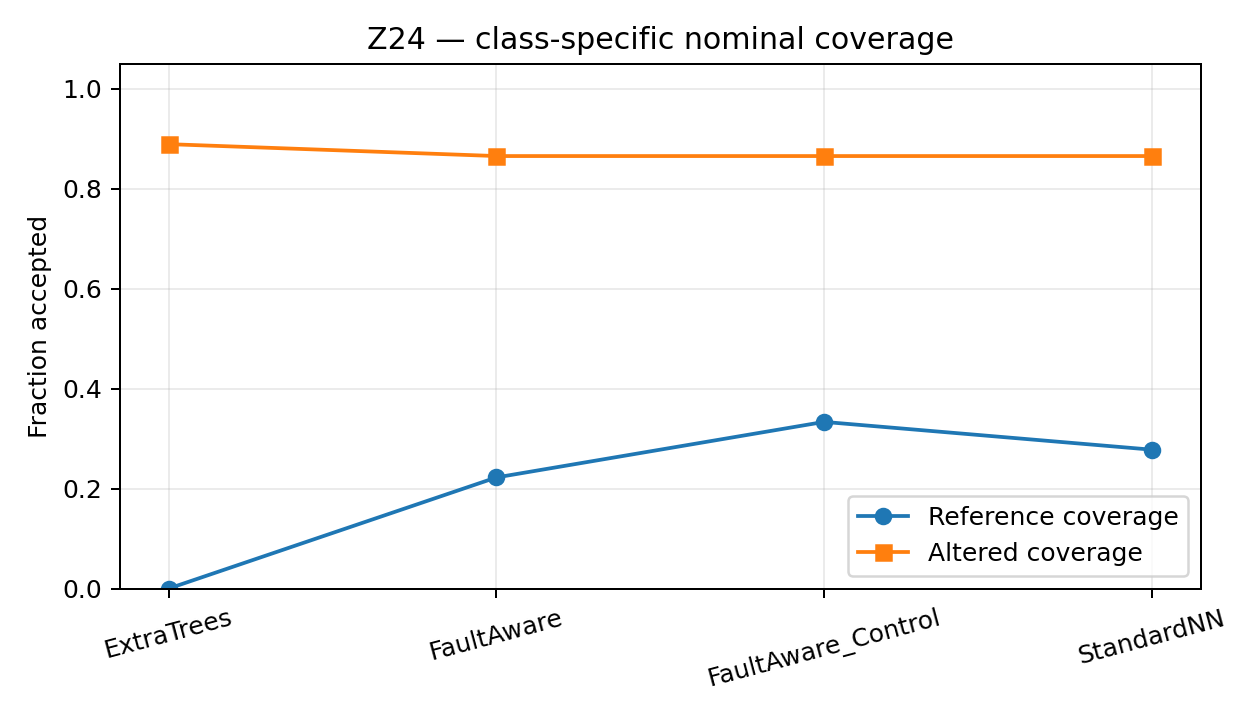 Z24 — class-specific nominal coverage
Fraction accepted
1.0
0.8
0.6
0.4
0.2
0.0
Reference coverage
Altered coverage
ExtraTrees
FaultAware
FaultAware_Control
StandardNN